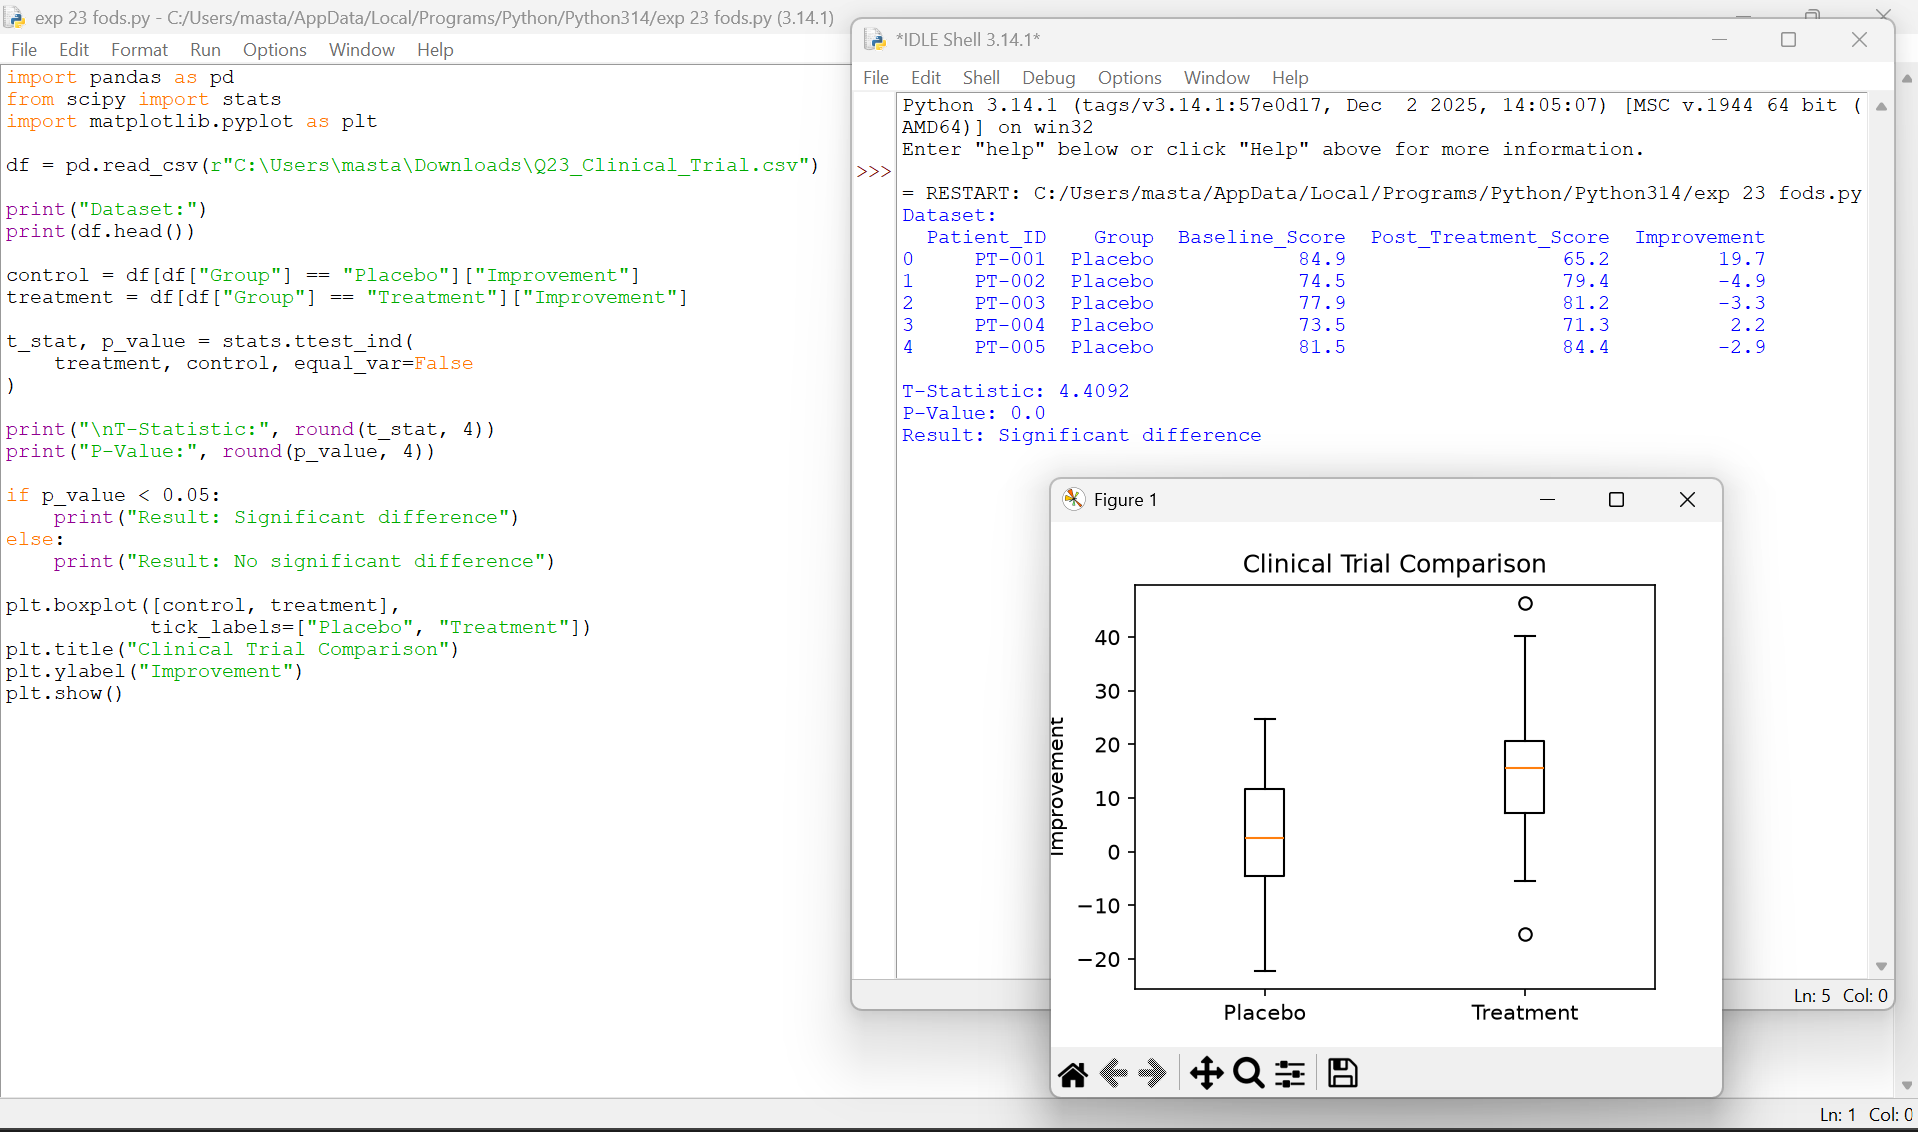 exp 23 fods.py - C:/Users/masta/AppData/Local/Programs/Python/Python314/exp 23 fods.py (3.14.1)
File Edit Format Run Options Window Help
import pandas as pd
from scipy import stats
import matplotlib.pyplot as plt
df = pd.read_csv(r"C:\Users\masta\Downloads\Q23_Clinical_Trial.csv")
print("Dataset:")
print(df.head())
control = df[df["Group"] == "Placebo"]["Improvement"]
treatment = df[df["Group"] == "Treatment"]["Improvement"]
t_stat, p_value = stats.ttest_ind(
    treatment, control, equal_var=False
)
print("\nT-Statistic:", round(t_stat, 4))
print("P-Value:", round(p_value, 4))
if p_value < 0.05:
    print("Result: Significant difference")
else:
    print("Result: No significant difference")
plt.boxplot([control, treatment],
            tick_labels=["Placebo", "Treatment"])
plt.title("Clinical Trial Comparison")
plt.ylabel("Improvement")
plt.show()
Ln: 1 Col: 0
*IDLE Shell 3.14.1*
File Edit Shell Debug Options Window Help
Python 3.14.1 (tags/v3.14.1:57e0d17, Dec  2 2025, 14:05:07) [MSC v.1944 64 bit (
AMD64)] on win32
Enter "help" below or click "Help" above for more information.
>>>
= RESTART: C:/Users/masta/AppData/Local/Programs/Python/Python314/exp 23 fods.py
Dataset:
  Patient_ID    Group  Baseline_Score  Post_Treatment_Score  Improvement
0     PT-001  Placebo            84.9                  65.2         19.7
1     PT-002  Placebo            74.5                  79.4         -4.9
2     PT-003  Placebo            77.9                  81.2         -3.3
3     PT-004  Placebo            73.5                  71.3          2.2
4     PT-005  Placebo            81.5                  84.4         -2.9
T-Statistic: 4.4092
P-Value: 0.0
Result: Significant difference
Ln: 5 Col: 0
Figure 1
Clinical Trial Comparison
Improvement
40
30
20
10
0
−10
−20
Placebo Treatment